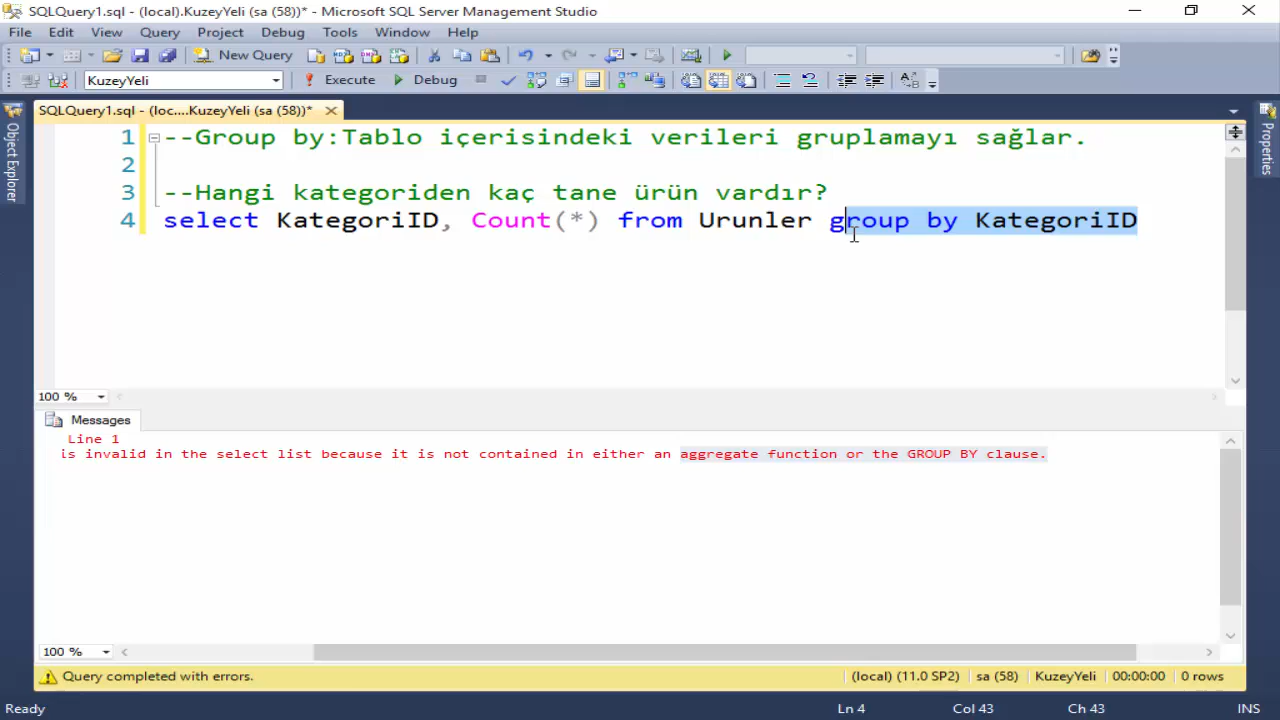 SQLQuery1.sql - (local).KuzeyYeli (sa (58))* - Microsoft SQL Server Management Studio
File Edit View Query Project Debug Tools Window Help
New Query
KuzeyYeli Execute Debug
SQLQuery1.sql - (loc....KuzeyYeli (sa (58))*
Object Explorer
Properties
1 --Group by:Tablo içerisindeki verileri gruplamayı sağlar.
2
3 --Hangi kategoriden kaç tane ürün vardır?
4 select KategoriID, Count(*) from Urunler group by KategoriID
100 %
Messages
Line 1
is invalid in the select list because it is not contained in either an aggregate function or the GROUP BY clause.
100 %
Query completed with errors. (local) (11.0 SP2) sa (58) KuzeyYeli 00:00:00 0 rows
Ready Ln 4 Col 43 Ch 43 INS